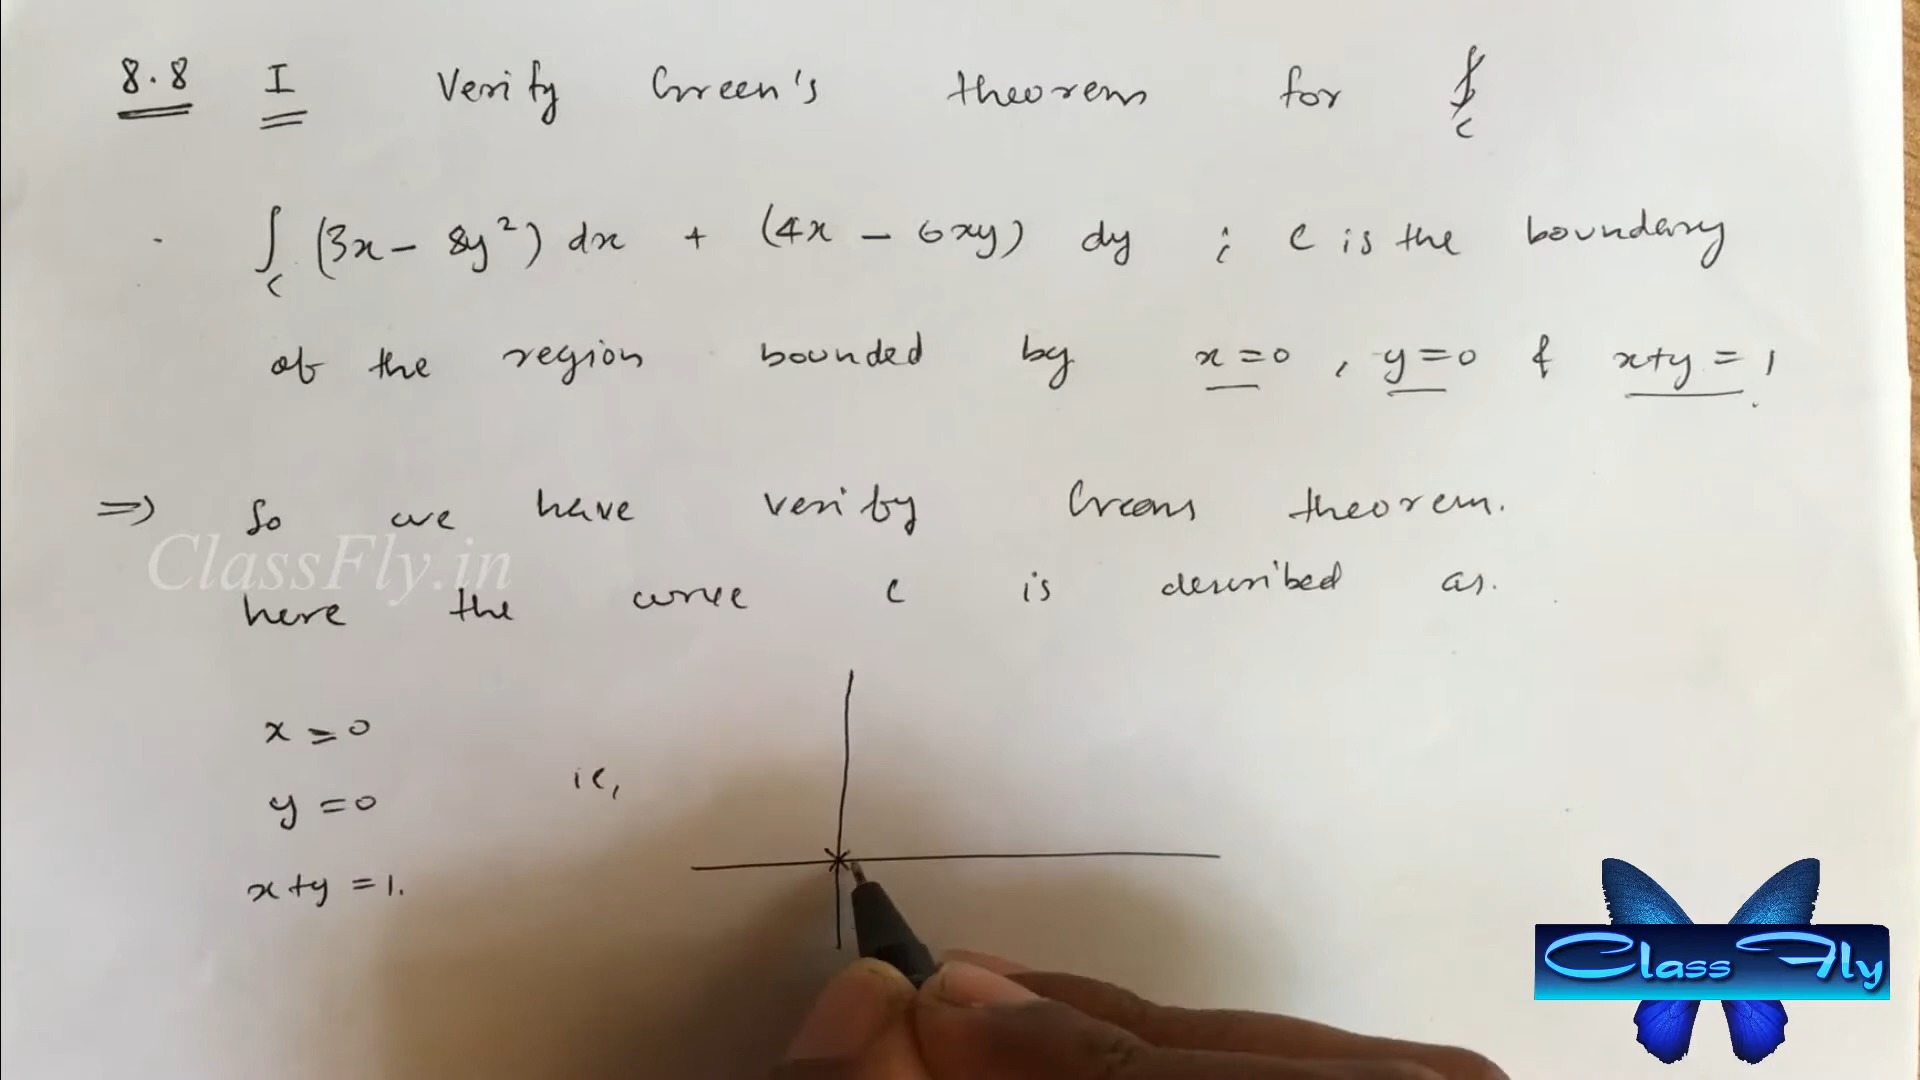 8.8 I Verify Green's theorem for ∮
c
∫c (3x - 8y²) dx + (4x - 6xy) dy ; C is the boundary
of the region bounded by x=0 , y=0 & x+y = 1.
=> So we have verify Greens theorem.
ClassFly.in
here the curve C is described as.
x = 0
y = 0 ie,
x+y = 1.
Class Fly